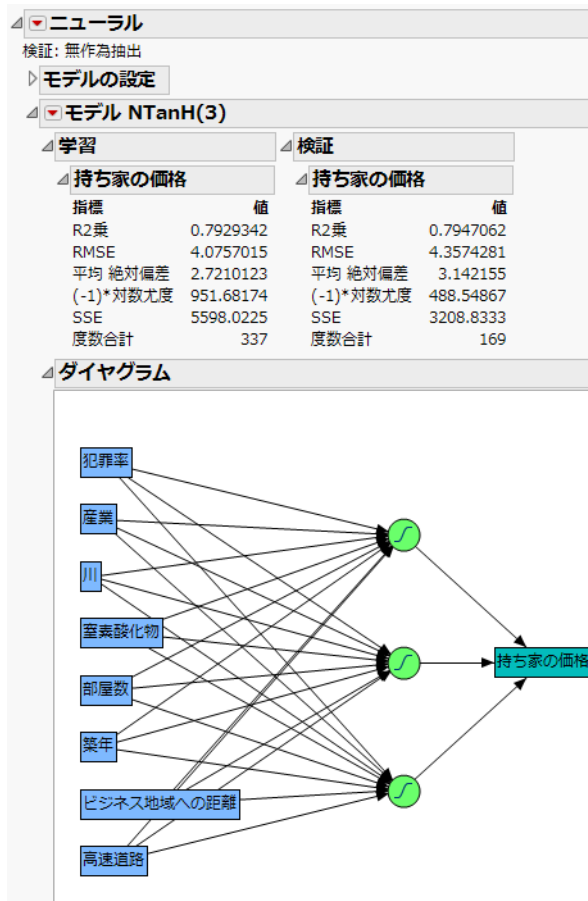 ニューラル
検証: 無作為抽出
モデルの設定
モデル NTanH(3)
学習
持ち家の価格
指標 値
R2乗 0.7929342
RMSE 4.0757015
平均 絶対偏差 2.7210123
(-1)*対数尤度 951.68174
SSE 5598.0225
度数合計 337
検証
持ち家の価格
指標 値
R2乗 0.7947062
RMSE 4.3574281
平均 絶対偏差 3.142155
(-1)*対数尤度 488.54867
SSE 3208.8333
度数合計 169
ダイヤグラム
犯罪率
産業
川
窒素酸化物
部屋数
築年
ビジネス地域への距離
高速道路
持ち家の価格